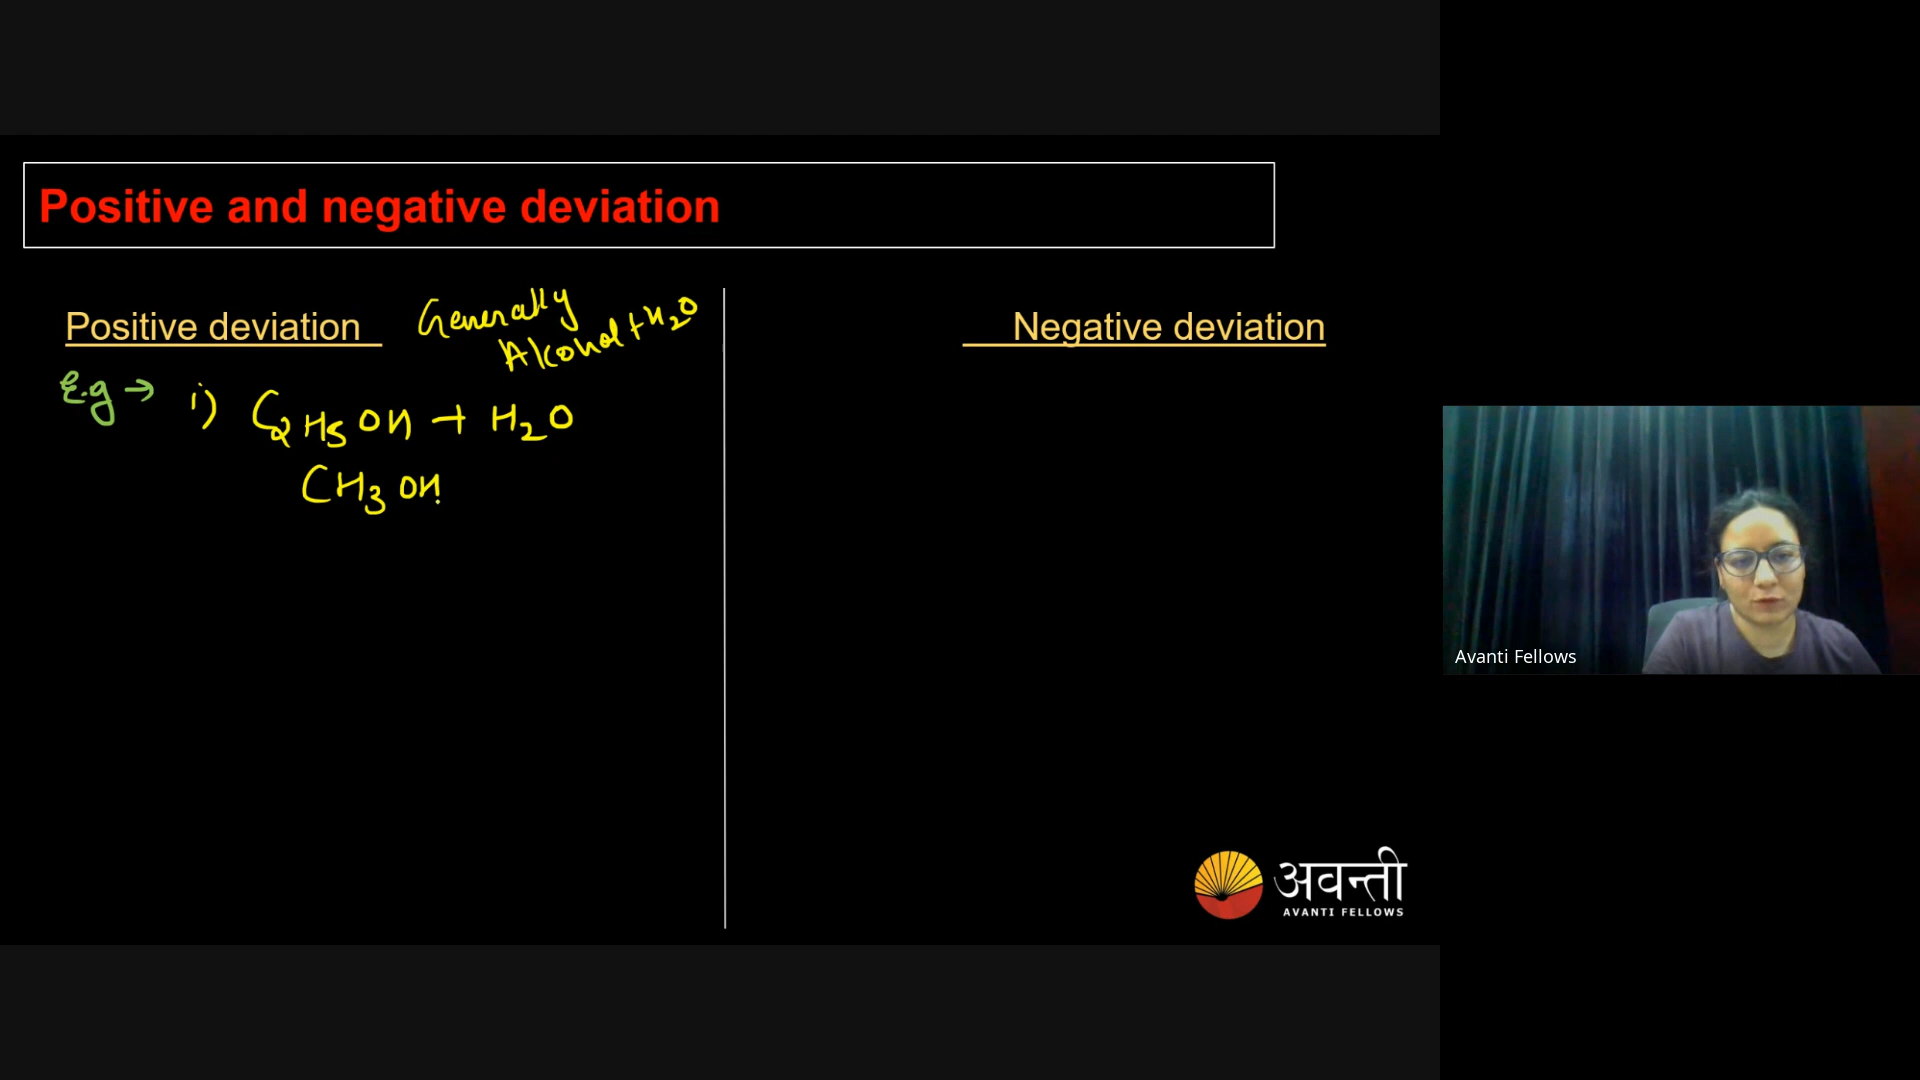 Positive and negative deviation
Positive deviation
Generally
Alcohol + H2O
E.g → i) C2H5OH + H2O
CH3OH
Negative deviation
Avanti Fellows
अवन्ती
AVANTI FELLOWS